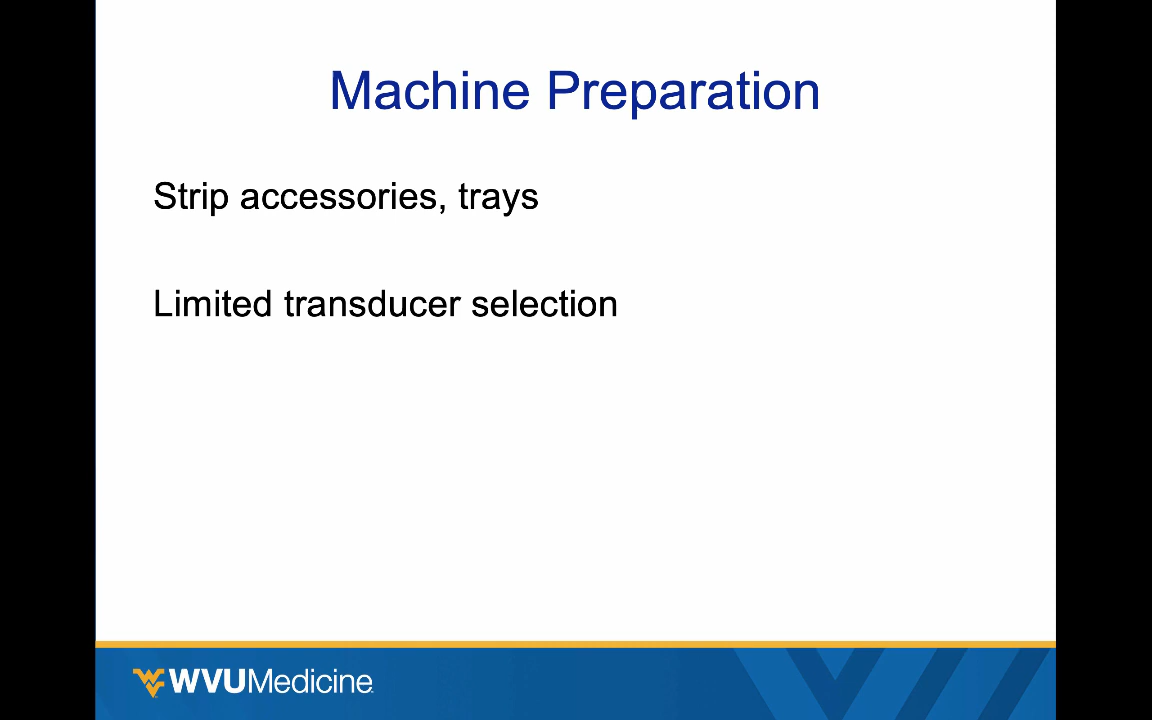 Machine Preparation
Strip accessories, trays
Limited transducer selection
WVUMedicine